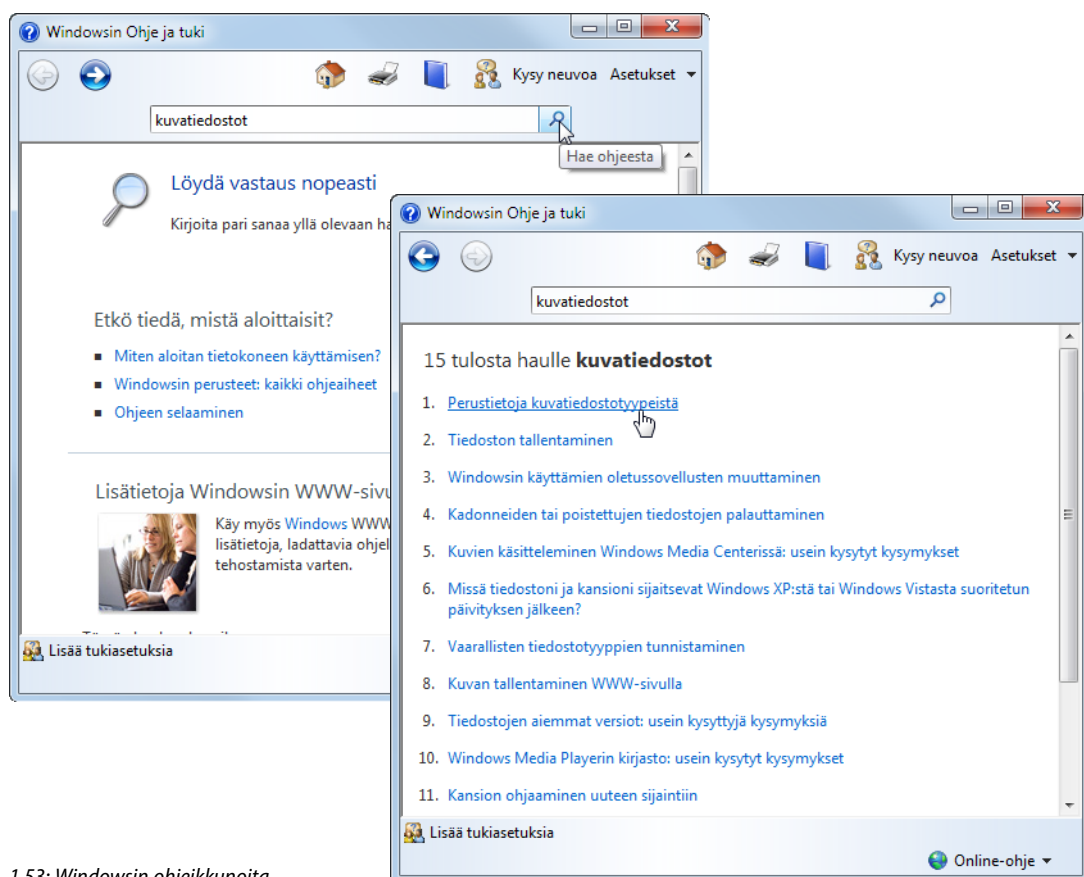 Windowsin Ohje ja tuki
Kysy neuvoa Asetukset
kuvatiedostot
Hae ohjeesta
Löydä vastaus nopeasti
Kirjoita pari sanaa yllä olevaan
Etkö tiedä, mistä aloittaisit?
Miten aloitan tietokoneen käyttämisen?
Windowsin perusteet: kaikki ohjeaiheet
Ohjeen selaaminen
Lisätietoja Windowsin WWW-sivu
Käy myös Windows WWW
lisätietoja, ladattavia ohjel
tehostamista varten.
Lisää tukiasetuksia
Windowsin Ohje ja tuki
Kysy neuvoa Asetukset
kuvatiedostot
15 tulosta haulle kuvatiedostot
1. Perustietoja kuvatiedostotyypeistä
2. Tiedoston tallentaminen
3. Windowsin käyttämien oletussovellusten muuttaminen
4. Kadonneiden tai poistettujen tiedostojen palauttaminen
5. Kuvien käsitteleminen Windows Media Centerissä: usein kysytyt kysymykset
6. Missä tiedostoni ja kansioni sijaitsevat Windows XP:stä tai Windows Vistasta suoritetun
päivityksen jälkeen?
7. Vaarallisten tiedostotyyppien tunnistaminen
8. Kuvan tallentaminen WWW-sivulla
9. Tiedostojen aiemmat versiot: usein kysyttyjä kysymyksiä
10. Windows Media Playerin kirjasto: usein kysytyt kysymykset
11. Kansion ohjaaminen uuteen sijaintiin
Lisää tukiasetuksia
Online-ohje
1.53: Windowsin ohjeikkunoita